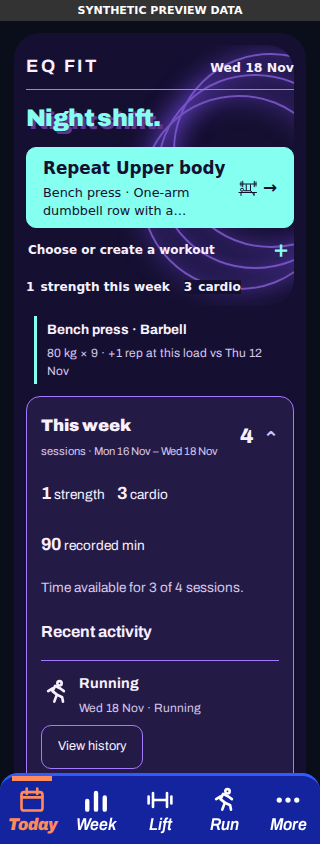 SYNTHETIC PREVIEW DATA
EQ FIT
Wed 18 Nov
Night shift.
Repeat Upper body
Bench press · One-arm
dumbbell row with a...
→
Choose or create a workout
+
1 strength this week 3 cardio
Bench press · Barbell
80 kg × 9 · +1 rep at this load vs Thu 12
Nov
This week
4
sessions · Mon 16 Nov – Wed 18 Nov
1 strength 3 cardio
90 recorded min
Time available for 3 of 4 sessions.
Recent activity
Running
Wed 18 Nov · Running
View history
Today Week Lift Run More